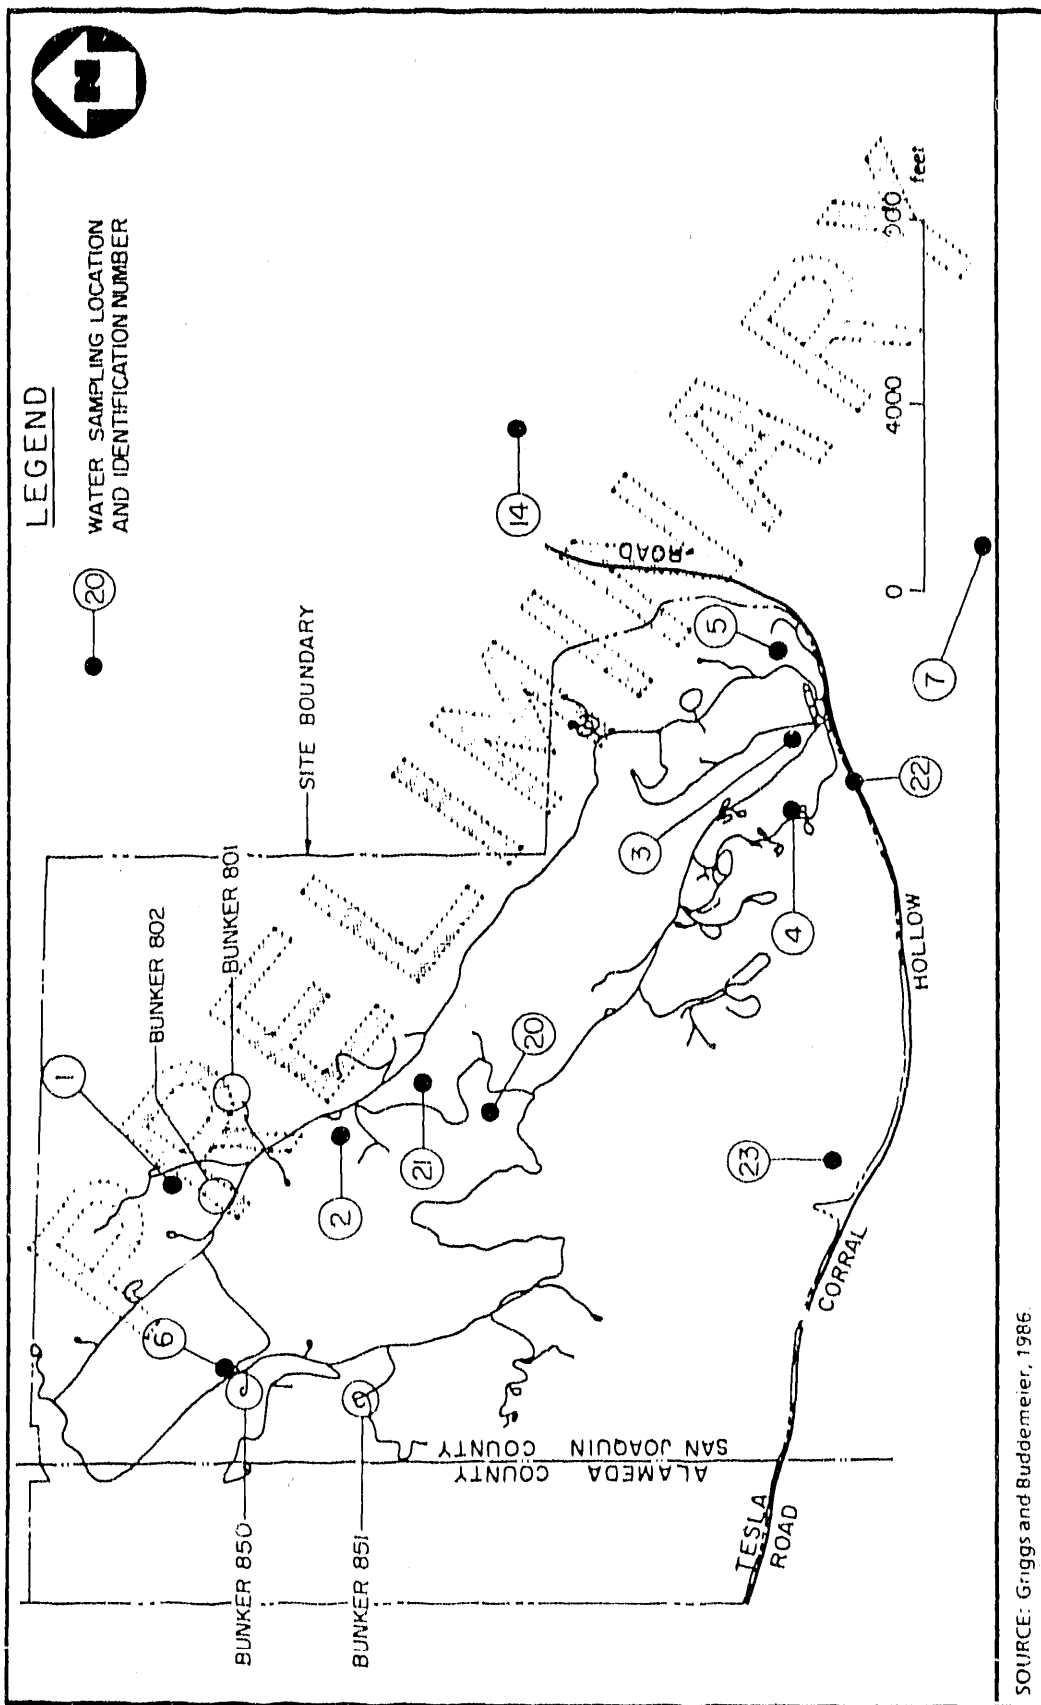 LEGEND
20
WATER SAMPLING LOCATION
AND IDENTIFICATION NUMBER
N
SITE BOUNDARY
BUNKER 802
BUNKER 801
1
6
2
21
20
14
BUNKER 850
BUNKER 851
ALAMEDA COUNTY
SAN JOAQUIN COUNTY
3
5
4
23
22
7
TESLA
ROAD
CORRAL
HOLLOW
ROAD
0
4000
feet
PRELIMINARY
SOURCE: Griggs and Buddemeier, 1986.